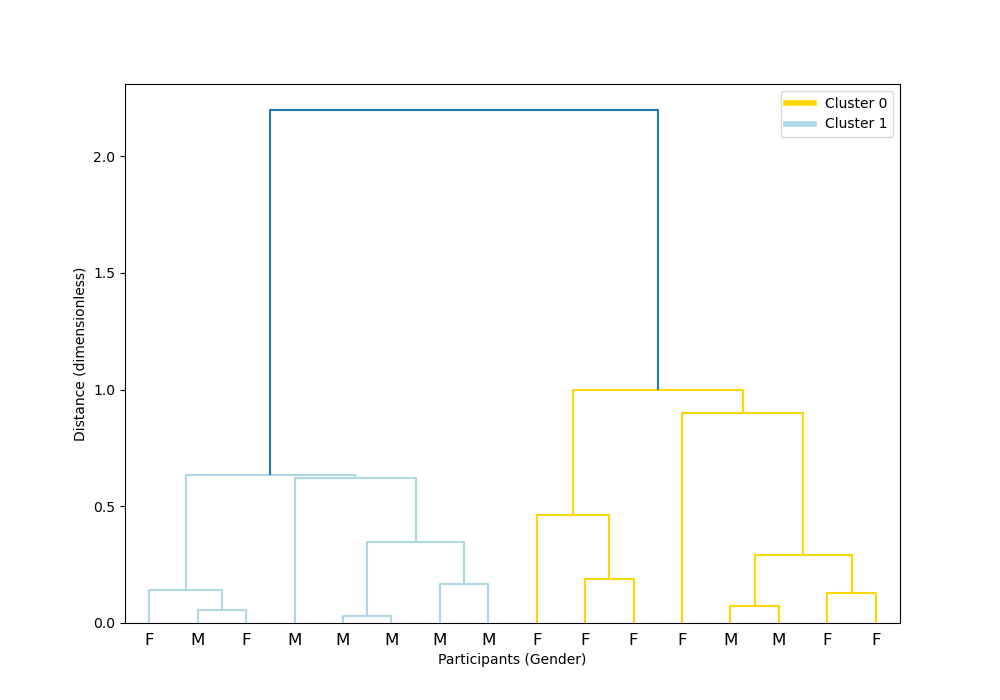 Cluster 0
Cluster 1
2.0
1.5
1.0
0.5
0.0
Distance (dimensionless)
F M F M M M M M F F F F M M F F
Participants (Gender)